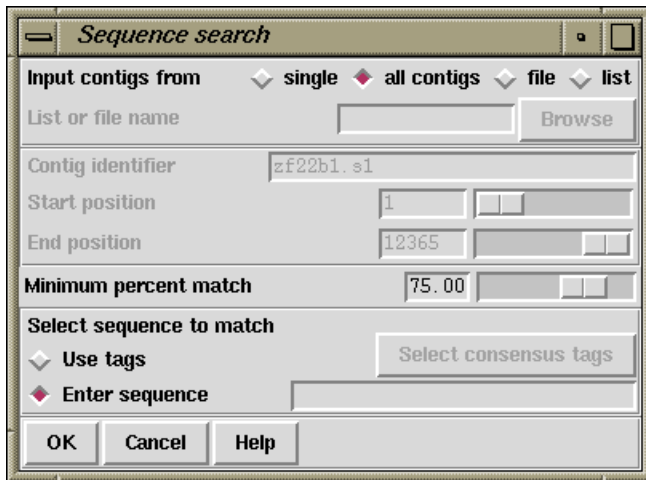 Sequence search
Input contigs from single all contigs file list
List or file name Browse
Contig identifier zf22b1.s1
Start position 1
End position 12365
Minimum percent match 75.00
Select sequence to match
Use tags Select consensus tags
Enter sequence
OK Cancel Help